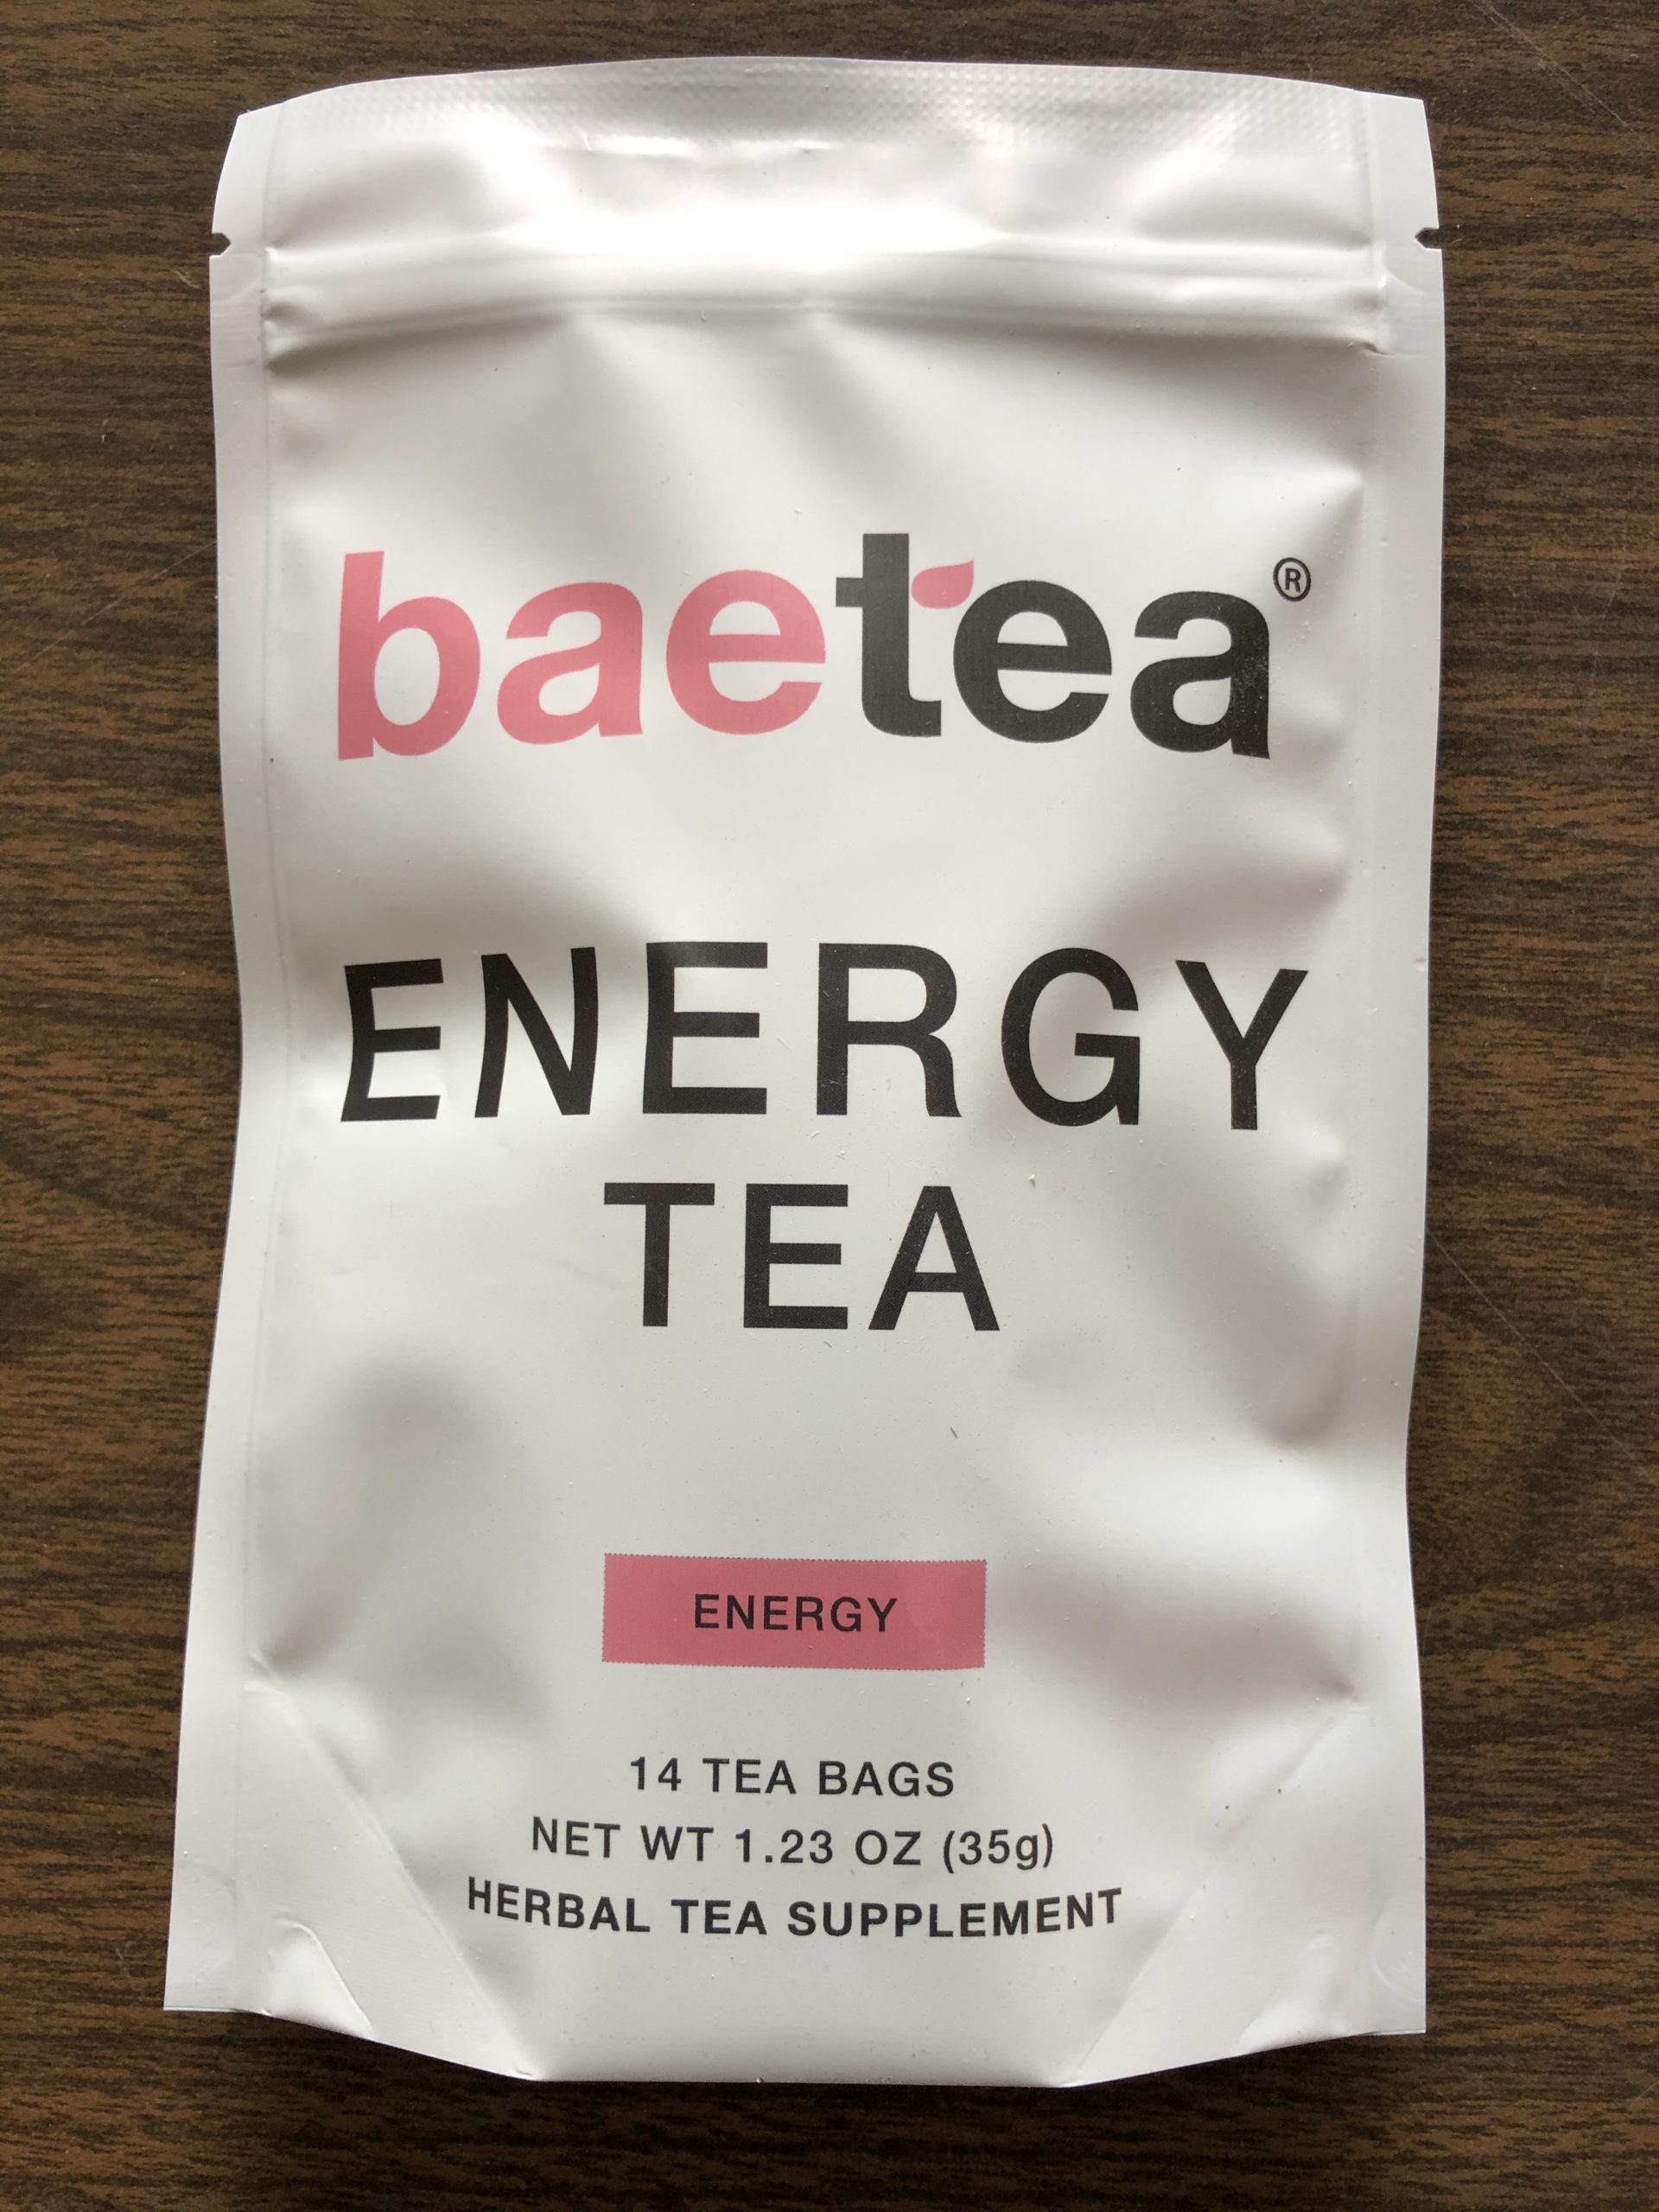 baetea®
ENERGY
TEA
ENERGY
14 TEA BAGS
NET WT 1.23 OZ (35g)
HERBAL TEA SUPPLEMENT